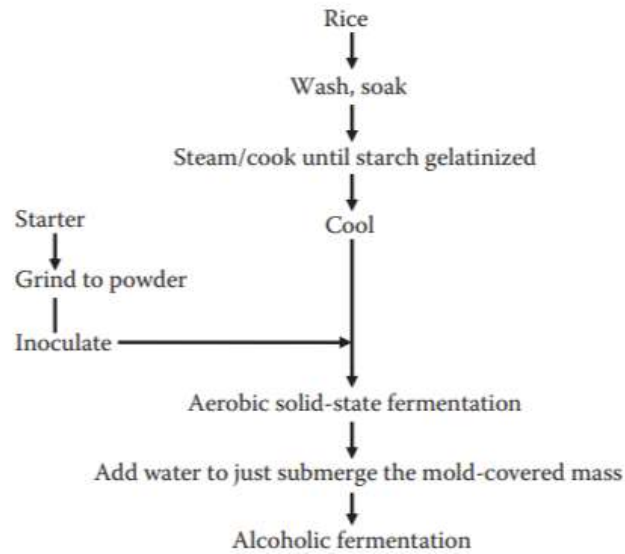 Rice
Wash, soak
Steam/cook until starch gelatinized
Starter
Cool
Grind to powder
Inoculate
Aerobic solid-state fermentation
Add water to just submerge the mold-covered mass
Alcoholic fermentation